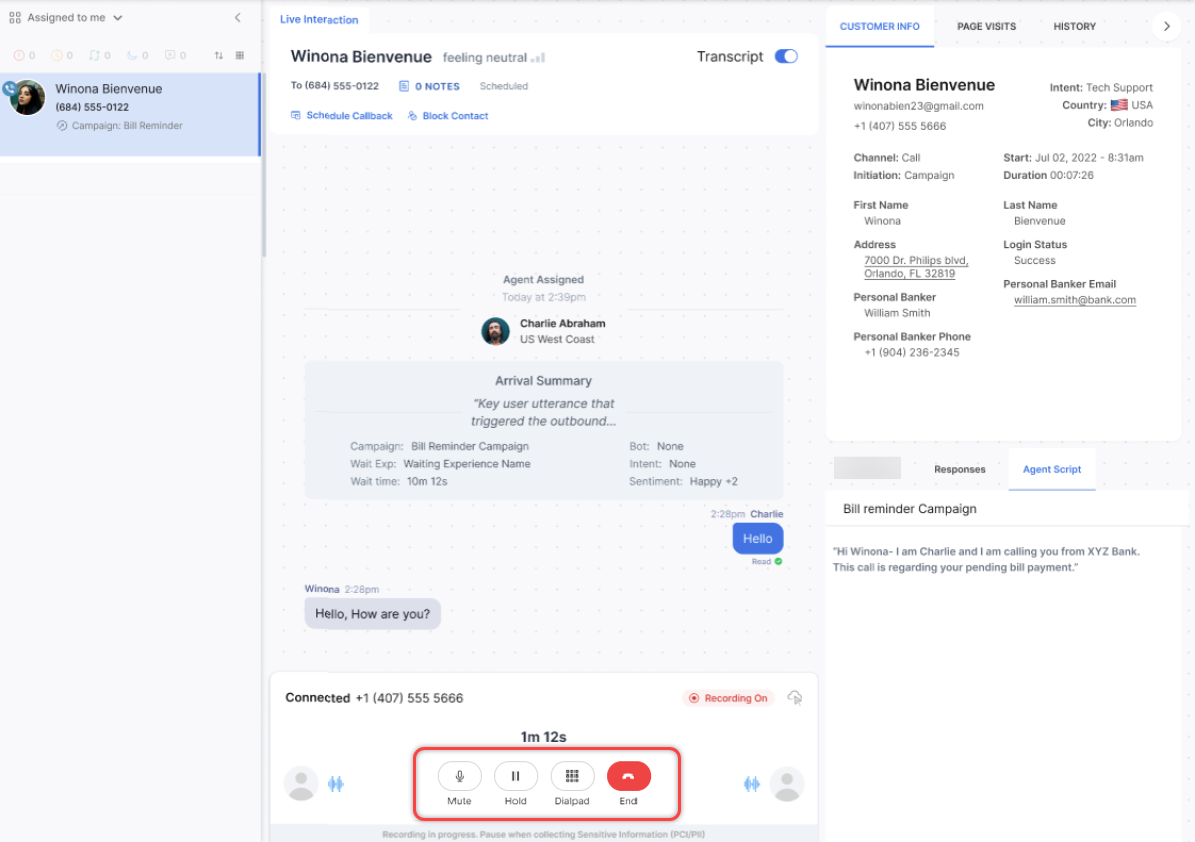 Assigned to me
0 0 0 0 0
Winona Bienvenue
(684) 555-0122
Campaign: Bill Reminder
Live Interaction
Winona Bienvenue feeling neutral
Transcript
To (684) 555-0122 0 NOTES Scheduled
Schedule Callback Block Contact
Agent Assigned
Today at 2:39pm
Charlie Abraham
US West Coast
Arrival Summary
"Key user utterance that
triggered the outbound...
Campaign: Bill Reminder Campaign Bot: None
Wait Exp: Waiting Experience Name Intent: None
Wait time: 10m 12s Sentiment: Happy +2
2:28pm Charlie
Hello
Read
Winona 2:28pm
Hello, How are you?
Connected +1 (407) 555 5666
Recording On
1m 12s
Mute Hold Dialpad End
Recording in progress. Pause when collecting Sensitive Information (PCI/PII)
CUSTOMER INFO PAGE VISITS HISTORY
Winona Bienvenue
winonabien23@gmail.com
+1 (407) 555 5666
Intent: Tech Support
Country: USA
City: Orlando
Channel: Call Start: Jul 02, 2022 - 8:31am
Initiation: Campaign Duration 00:07:26
First Name Last Name
Winona Bienvenue
Address Login Status
7000 Dr. Philips blvd, Success
Orlando, FL 32819
Personal Banker Email
william.smith@bank.com
Personal Banker
William Smith
Personal Banker Phone
+1 (904) 236-2345
Responses Agent Script
Bill reminder Campaign
"Hi Winona- I am Charlie and I am calling you from XYZ Bank.
This call is regarding your pending bill payment."